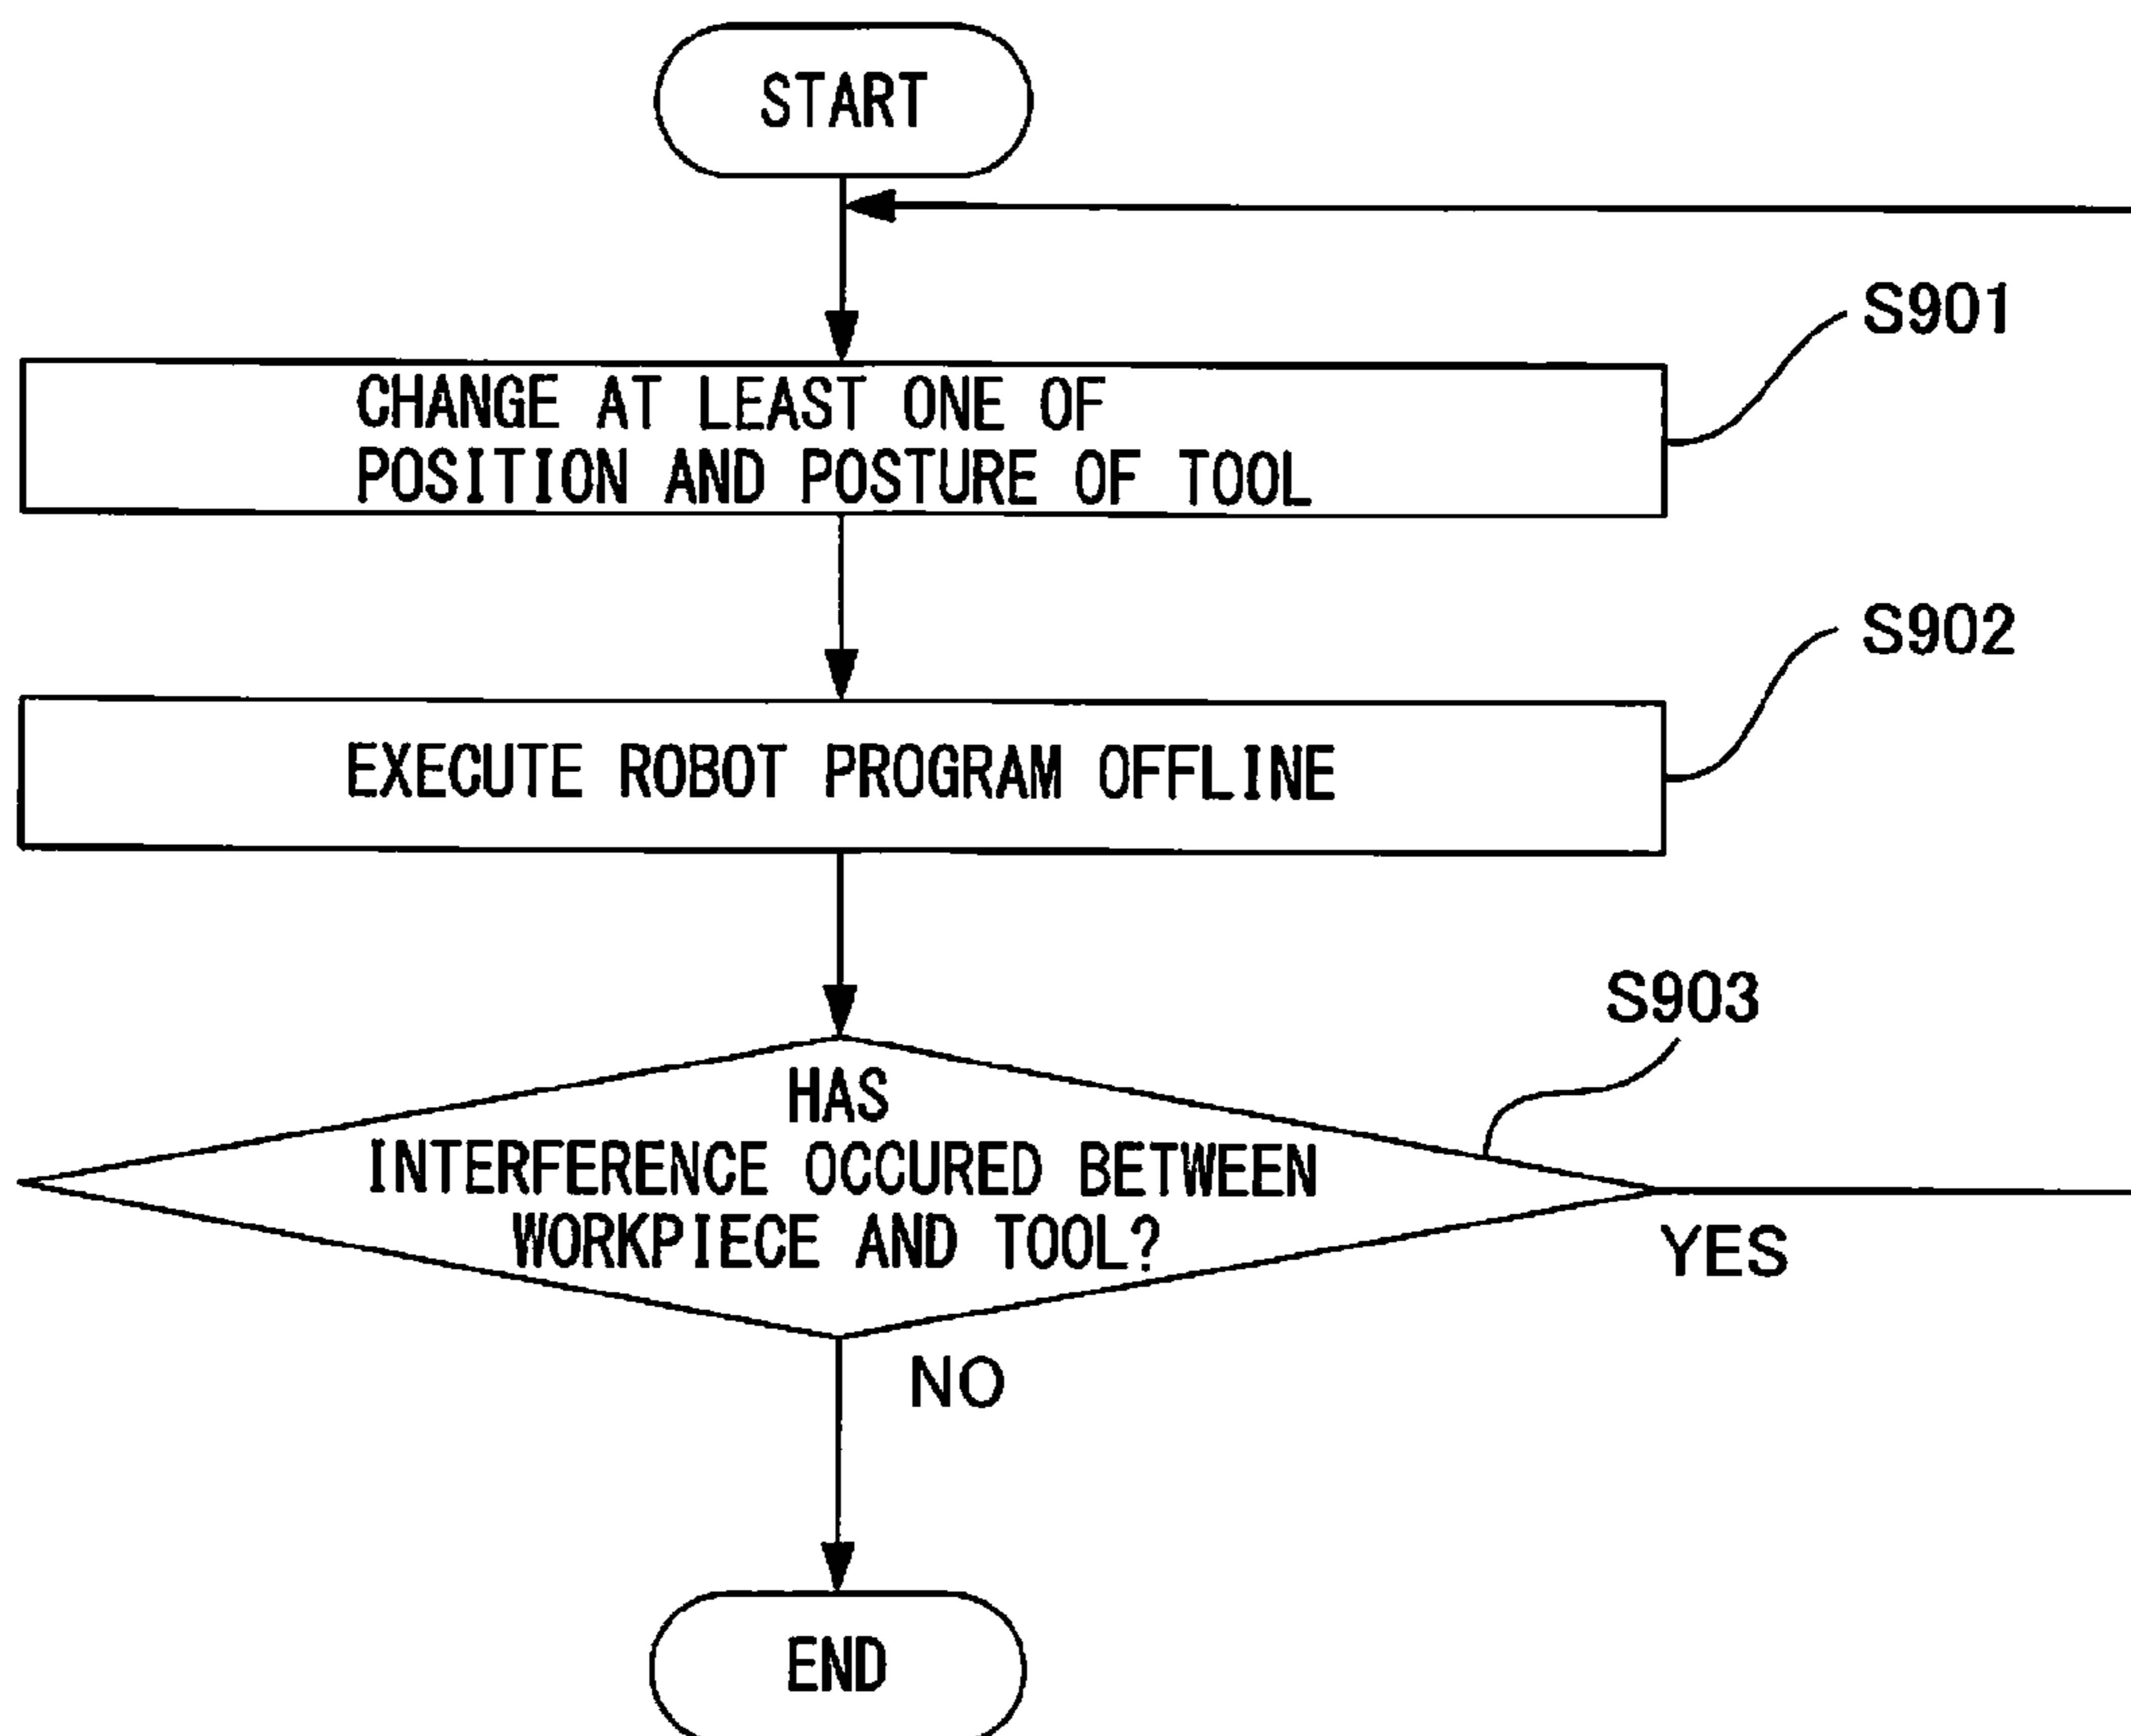 START
S901
CHANGE AT LEAST ONE OF
POSITION AND POSTURE OF TOOL
S902
EXECUTE ROBOT PROGRAM OFFLINE
S903
HAS
INTERFERENCE OCCURED BETWEEN
WORKPIECE AND TOOL?
YES
NO
END